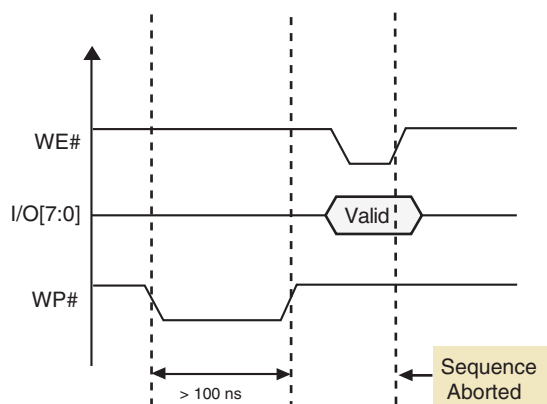 WE#
I/O[7:0]
Valid
WP#
> 100 ns
Sequence
Aborted